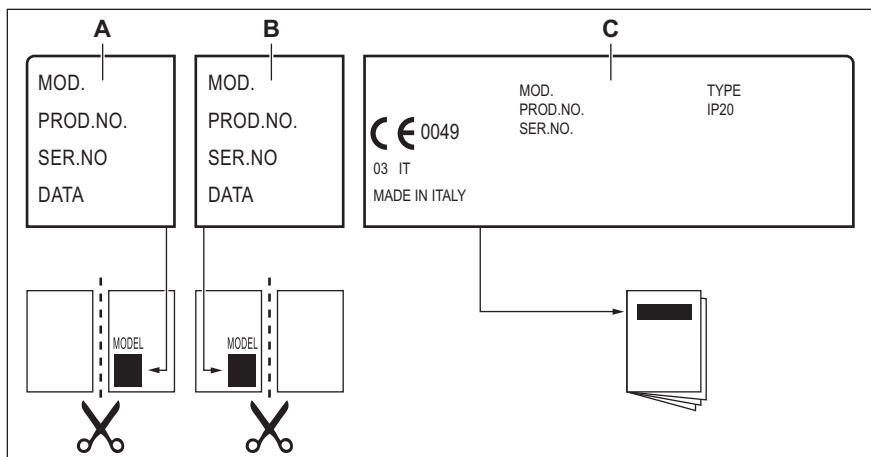 A
B
C
MOD.
PROD.NO.
SER.NO
DATA
MOD.
PROD.NO.
SER.NO
DATA
MOD.
PROD.NO.
SER.NO.
TYPE
IP20
CE 0049
03 IT
MADE IN ITALY
MODEL
MODEL